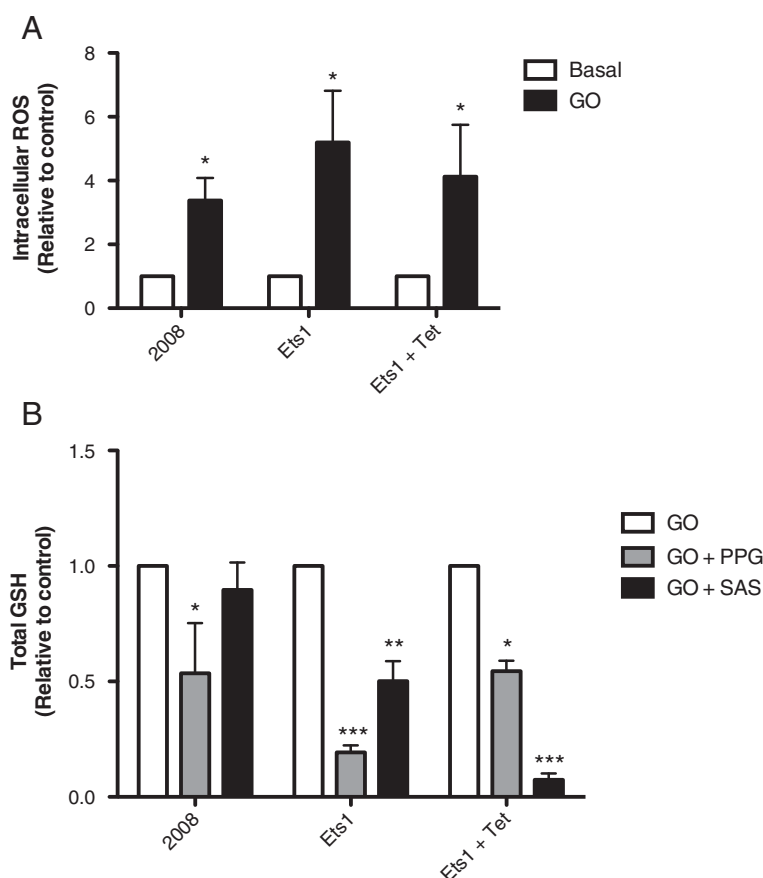 A
Intracellular ROS
(Relative to control)
8
6
4
2
0
*
*
*
Basal
GO
2008
Ets1
Ets1 + Tet
B
Total GSH
(Relative to control)
1.5
1.0
0.5
0.0
*
***
**
*
***
GO
GO + PPG
GO + SAS
2008
Ets1
Ets1 + Tet